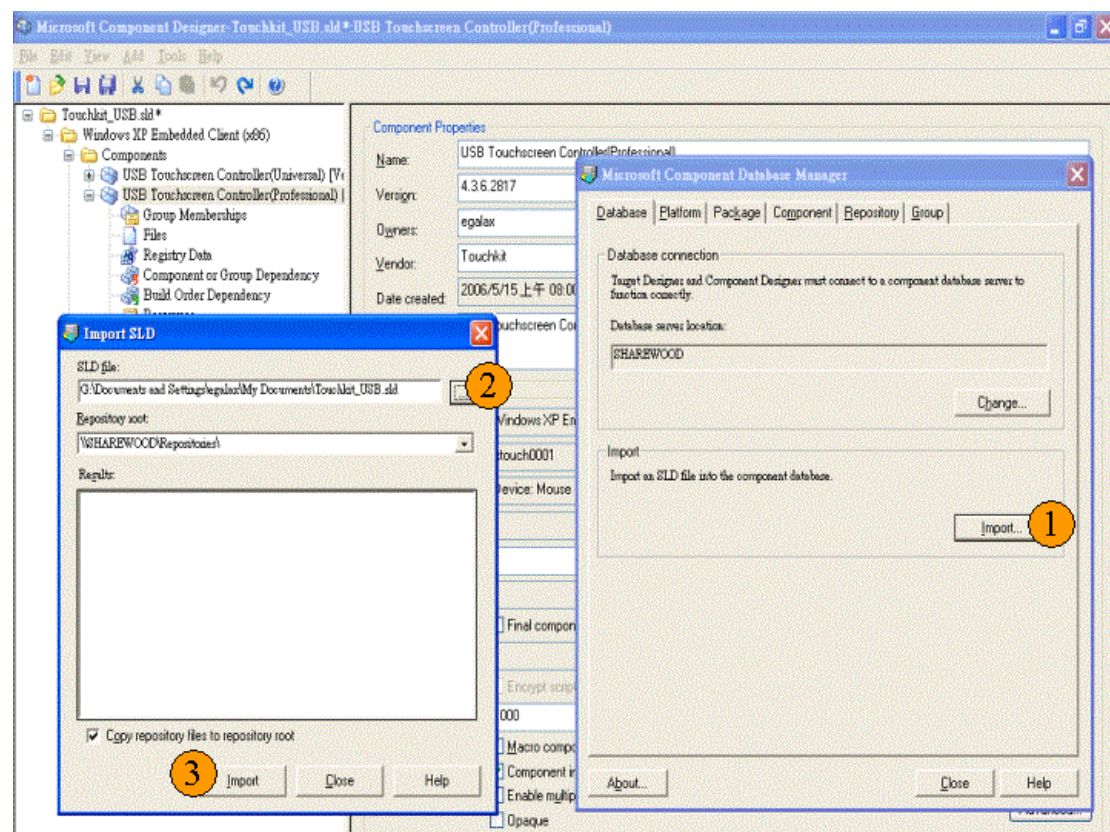 Microsoft Component Designer-Touchkit_USB.sld*-USB Touchscreen Controller(Professional)
File Edit View Add Tools Help
Touchkit_USB.sld*
Windows XP Embedded Client (x86)
Components
USB Touchscreen Controller(Universal)
USB Touchscreen Controller(Professional)
Group Memberships
Files
Registry Data
Component or Group Dependency
Build Order Dependency
Component Properties
Name:
USB Touchscreen Controller(Professional)
Version:
4.3.6.2817
Owners:
egalax
Vendor:
Touchkit
Date created:
2006/5/15 上午 08:00
Windows XP
touch0001
Device: Mouse
Final
Encrypt
000
Macro
Component
Enable
Opaque
Import SLD
SLD file:
G:\Documents and Settings\egalax\My Documents\Touchkit_USB.sld
2
Repository root:
\\SHAREWOOD\Repositories\
Results:
Copy repository files to repository root
3
Import
Close
Help
Microsoft Component Database Manager
Database Platform Package Component Repository Group
Database connection
Target Designer and Component Designer must connect to a component database server to
function correctly.
Database server location:
SHAREWOOD
Change...
Import
Import an SLD file into the component database.
Import...
1
About...
Close
Help